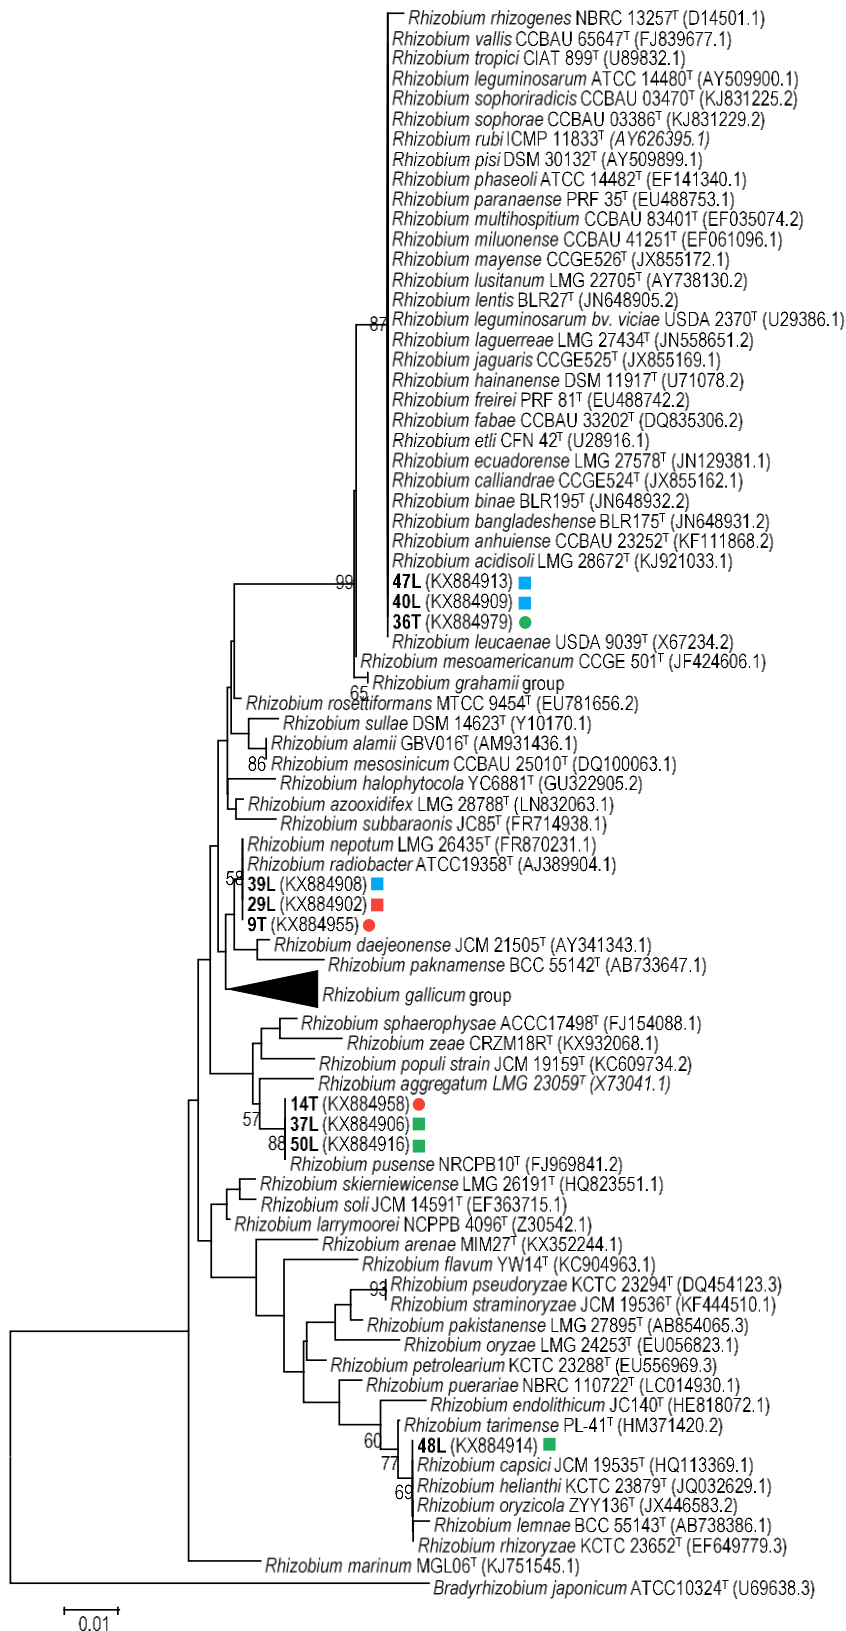 Rhizobium rhizogenes NBRC 13257T (D14501.1)
Rhizobium vallis CCBAU 65647T (FJ839677.1)
Rhizobium tropici CIAT 899T (U89832.1)
Rhizobium leguminosarum ATCC 14480T (AY509900.1)
Rhizobium sophoriradicis CCBAU 03470T (KJ831225.2)
Rhizobium sophorae CCBAU 03386T (KJ831229.2)
Rhizobium rubi ICMP 11833T (AY626395.1)
Rhizobium pisi DSM 30132T (AY509899.1)
Rhizobium phaseoli ATCC 14482T (EF141340.1)
Rhizobium paranaense PRF 35T (EU488753.1)
Rhizobium multihospitium CCBAU 83401T (EF035074.2)
Rhizobium miluonense CCBAU 41251T (EF061096.1)
Rhizobium mayense CCGE526T (JX855172.1)
Rhizobium lusitanum LMG 22705T (AY738130.2)
Rhizobium lentis BLR27T (JN648905.2)
Rhizobium leguminosarum bv. viciae USDA 2370T (U29386.1)
87
Rhizobium laguerreae LMG 27434T (JN558651.2)
Rhizobium jaguaris CCGE525T (JX855169.1)
Rhizobium hainanense DSM 11917T (U71078.2)
Rhizobium freirei PRF 81T (EU488742.2)
Rhizobium fabae CCBAU 33202T (DQ835306.2)
Rhizobium etli CFN 42T (U28916.1)
Rhizobium ecuadorense LMG 27578T (JN129381.1)
Rhizobium calliandrae CCGE524T (JX855162.1)
Rhizobium binae BLR195T (JN648932.2)
Rhizobium bangladeshense BLR175T (JN648931.2)
Rhizobium anhuiense CCBAU 23252T (KF111868.2)
Rhizobium acidisoli LMG 28672T (KJ921033.1)
99
47L (KX884913)
40L (KX884909)
36T (KX884979)
Rhizobium leucaenae USDA 9039T (X67234.2)
Rhizobium mesoamericanum CCGE 501T (JF424606.1)
Rhizobium grahamii group
65
Rhizobium rosettiformans MTCC 9454T (EU781656.2)
Rhizobium sullae DSM 14623T (Y10170.1)
Rhizobium alamii GBV016T (AM931436.1)
86
Rhizobium mesosinicum CCBAU 25010T (DQ100063.1)
Rhizobium halophytocola YC6881T (GU322905.2)
Rhizobium azooxidifex LMG 28788T (LN832063.1)
Rhizobium subbaraonis JC85T (FR714938.1)
Rhizobium nepotum LMG 26435T (FR870231.1)
Rhizobium radiobacter ATCC19358T (AJ389904.1)
58
39L (KX884908)
29L (KX884902)
9T (KX884955)
Rhizobium daejeonense JCM 21505T (AY341343.1)
Rhizobium paknamense BCC 55142T (AB733647.1)
Rhizobium gallicum group
Rhizobium sphaerophysae ACCC17498T (FJ154088.1)
Rhizobium zeae CRZM18RT (KX932068.1)
Rhizobium populi strain JCM 19159T (KC609734.2)
Rhizobium aggregatum LMG 23059T (X73041.1)
14T (KX884958)
57
37L (KX884906)
88
50L (KX884916)
Rhizobium pusense NRCPB10T (FJ969841.2)
Rhizobium skierniewicense LMG 26191T (HQ823551.1)
Rhizobium soli JCM 14591T (EF363715.1)
Rhizobium larrymoorei NCPPB 4096T (Z30542.1)
Rhizobium arenae MIM27T (KX352244.1)
Rhizobium flavum YW14T (KC904963.1)
93
Rhizobium pseudoryzae KCTC 23294T (DQ454123.3)
Rhizobium straminoryzae JCM 19536T (KF444510.1)
Rhizobium pakistanense LMG 27895T (AB854065.3)
Rhizobium oryzae LMG 24253T (EU056823.1)
Rhizobium petrolearium KCTC 23288T (EU556969.3)
Rhizobium puerariae NBRC 110722T (LC014930.1)
Rhizobium endolithicum JC140T (HE818072.1)
Rhizobium tarimense PL-41T (HM371420.2)
60
48L (KX884914)
77
Rhizobium capsici JCM 19535T (HQ113369.1)
Rhizobium helianthi KCTC 23879T (JQ032629.1)
69
Rhizobium oryzicola ZYY136T (JX446583.2)
Rhizobium lemnae BCC 55143T (AB738386.1)
Rhizobium rhizoryzae KCTC 23652T (EF649779.3)
Rhizobium marinum MGL06T (KJ751545.1)
Bradyrhizobium japonicum ATCC10324T (U69638.3)
0.01